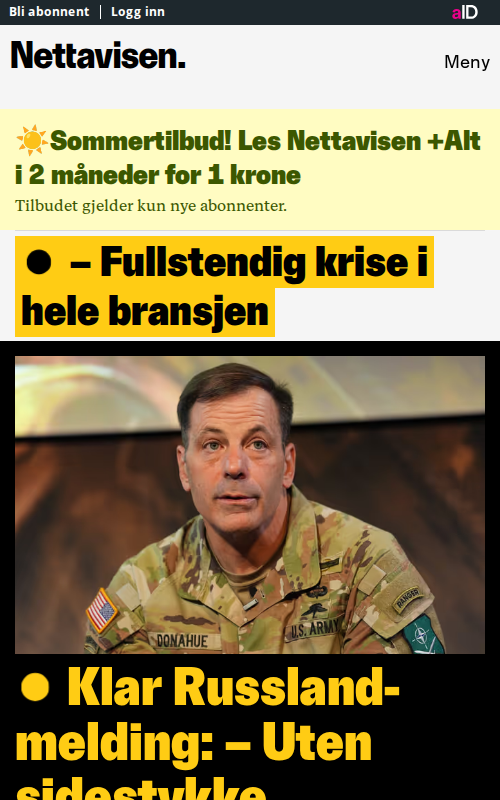 Bli abonnent | Logg inn
aID
Nettavisen.
Meny
☀️Sommertilbud! Les Nettavisen +Alt
i 2 måneder for 1 krone
Tilbudet gjelder kun nye abonnenter.
● – Fullstendig krise i
hele bransjen
RANGER
DONAHUE
U.S. ARMY
● Klar Russland-
melding: – Uten
sidestykke